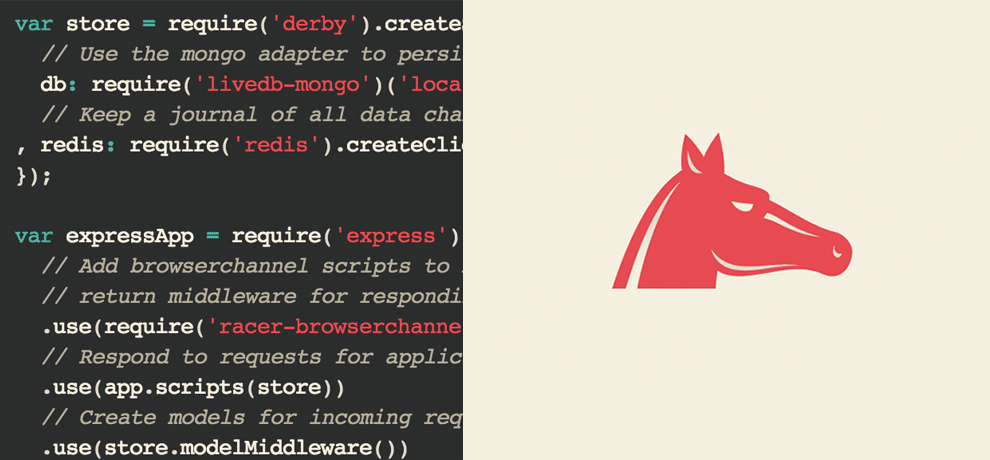 var store = require('derby').creates
// Use the mongo adapter to persi
db: require('livedb-mongo')('loca
// Keep a journal of all data cha
, redis: require('redis').createClie
});
var expressApp = require('express')
// Add browserchannel scripts to
// return middleware for respondi
.use(require('racer-browserchanne
// Respond to requests for applic
.use(app.scripts(store))
// Create models for incoming req
.use(store.modelMiddleware())